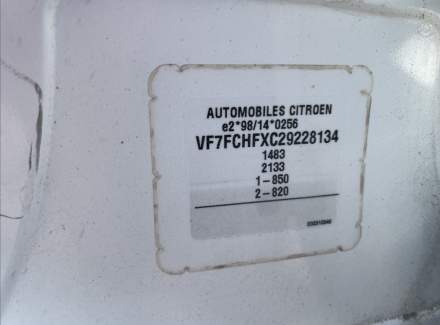 AUTOMOBILES CITROEN
e2*98/14*0256
VF7FCHFXC29228134
1483
2133
1-850
2-820